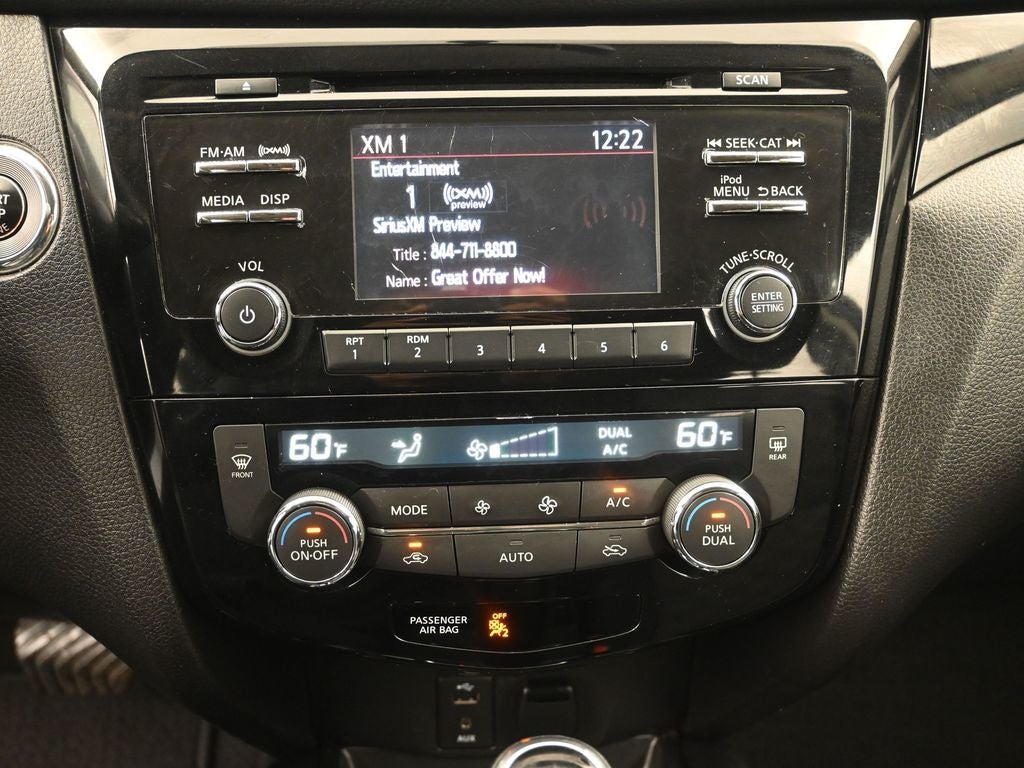 SCAN
FM·AM ((XM))
MEDIA DISP
VOL
XM 1 12:22
Entertainment
1 ((XM))
preview
SiriusXM Preview
Title : 844-711-8800
Name : Great Offer Now!
SEEK·CAT
iPod
MENU BACK
TUNE·SCROLL
ENTER
SETTING
RPT
1
RDM
2
3
4
5
6
60°F
DUAL
A/C
60°F
FRONT
REAR
MODE
A/C
PUSH
ON·OFF
AUTO
PUSH
DUAL
PASSENGER
AIR BAG
OFF
2
AUX